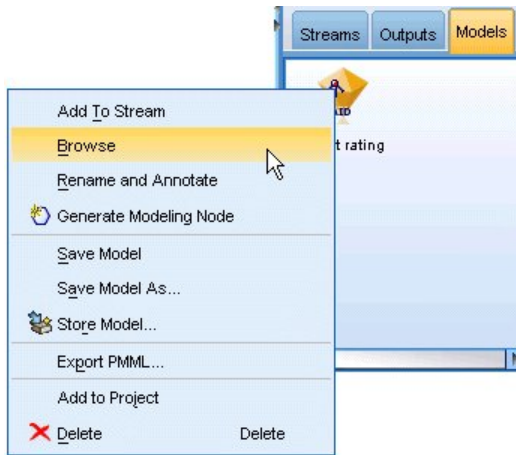 Streams
Outputs
Models
t rating
Add To Stream
Browse
Rename and Annotate
Generate Modeling Node
Save Model
Save Model As...
Store Model...
Export PMML...
Add to Project
Delete Delete